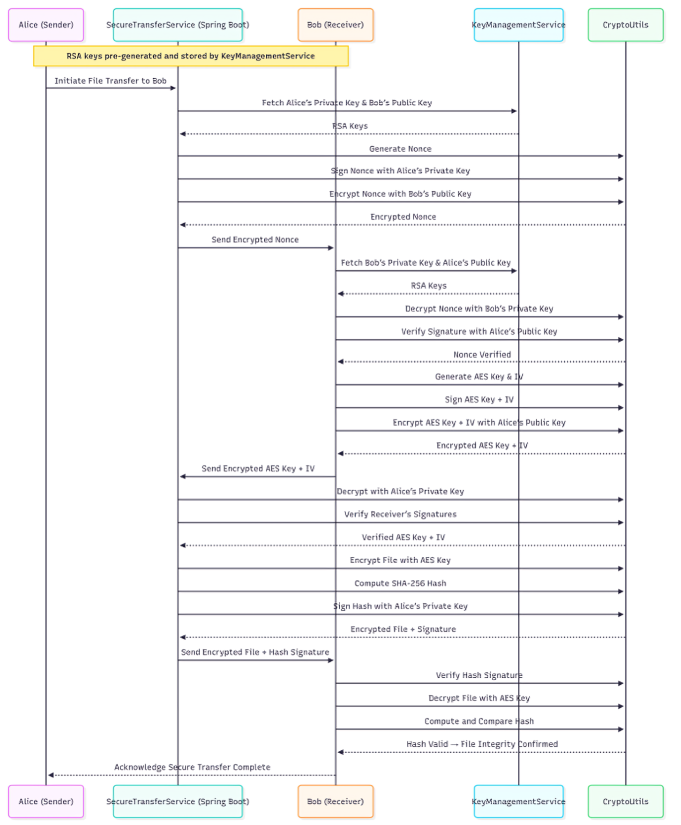 Alice (Sender)
SecureTransferService (Spring Boot)
Bob (Receiver)
KeyManagementService
CryptoUtils
RSA keys pre-generated and stored by KeyManagementService
Initiate File Transfer to Bob
Fetch Alice's Private Key & Bob's Public Key
RSA Keys
Generate Nonce
Sign Nonce with Alice's Private Key
Encrypt Nonce with Bob's Public Key
Encrypted Nonce
Send Encrypted Nonce
Fetch Bob's Private Key & Alice's Public Key
RSA Keys
Decrypt Nonce with Bob's Private Key
Verify Signature with Alice's Public Key
Nonce Verified
Generate AES Key & IV
Sign AES Key + IV
Encrypt AES Key + IV with Alice's Public Key
Encrypted AES Key + IV
Send Encrypted AES Key + IV
Decrypt with Alice's Private Key
Verify Receiver's Signatures
Verified AES Key + IV
Encrypt File with AES Key
Compute SHA-256 Hash
Sign Hash with Alice's Private Key
Encrypted File + Signature
Send Encrypted File + Hash Signature
Verify Hash Signature
Decrypt File with AES Key
Compute and Compare Hash
Hash Valid → File Integrity Confirmed
Acknowledge Secure Transfer Complete
Alice (Sender)
SecureTransferService (Spring Boot)
Bob (Receiver)
KeyManagementService
CryptoUtils